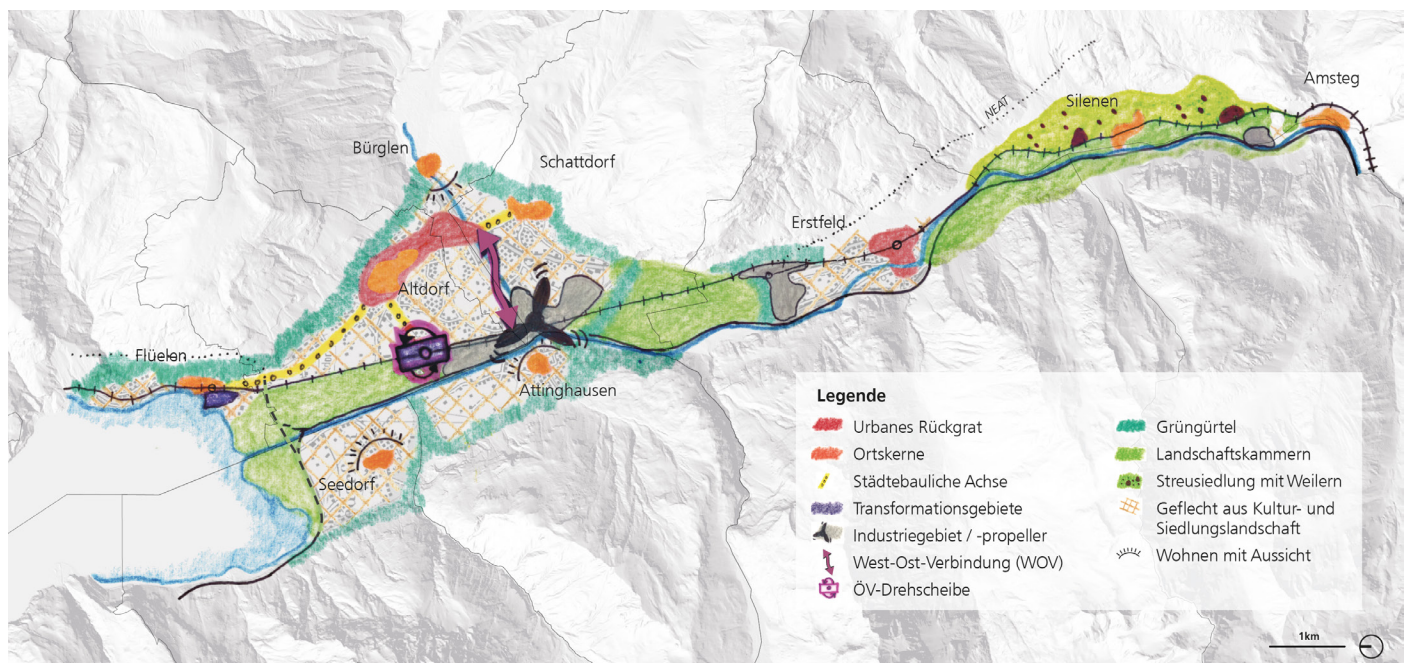 Amsteg
Silenen
NEAT
Bürglen
Schattdorf
Erstfeld
Altdorf
Flüelen
Attinghausen
Seedorf
Legende
Urbanes Rückgrat
Ortskerne
Städtebauliche Achse
Transformationsgebiete
Industriegebiet / -propeller
West-Ost-Verbindung (WOV)
ÖV-Drehscheibe
Grüngürtel
Landschaftskammern
Streusiedlung mit Weilern
Geflecht aus Kultur- und
Siedlungslandschaft
Wohnen mit Aussicht
1km